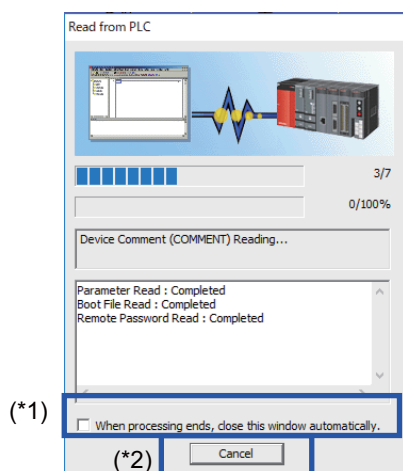 Read from PLC
3/7
0/100%
Device Comment (COMMENT) Reading...
Parameter Read : Completed
Boot File Read : Completed
Remote Password Read : Completed
(*1)
When processing ends, close this window automatically.
(*2)
Cancel